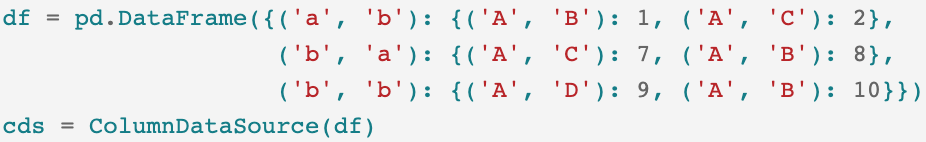 df = pd.DataFrame({('a', 'b'): {('A', 'B'): 1, ('A', 'C'): 2},
                   ('b', 'a'): {('A', 'C'): 7, ('A', 'B'): 8},
                   ('b', 'b'): {('A', 'D'): 9, ('A', 'B'): 10}})
cds = ColumnDataSource(df)